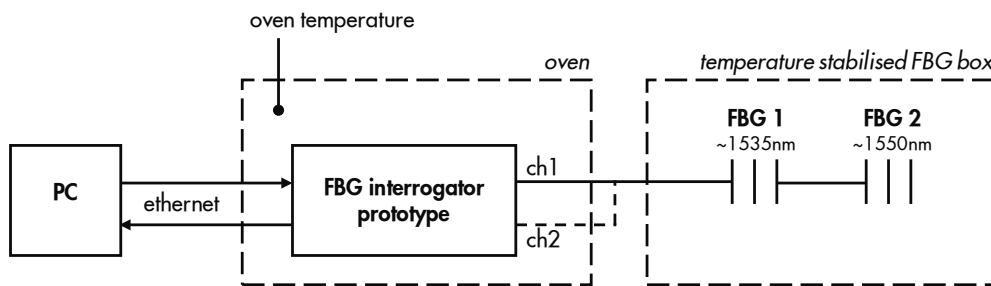 oven temperature
oven
temperature stabilised FBG box
FBG 1
~1535nm
FBG 2
~1550nm
PC
ethernet
FBG interrogator
prototype
ch1
ch2